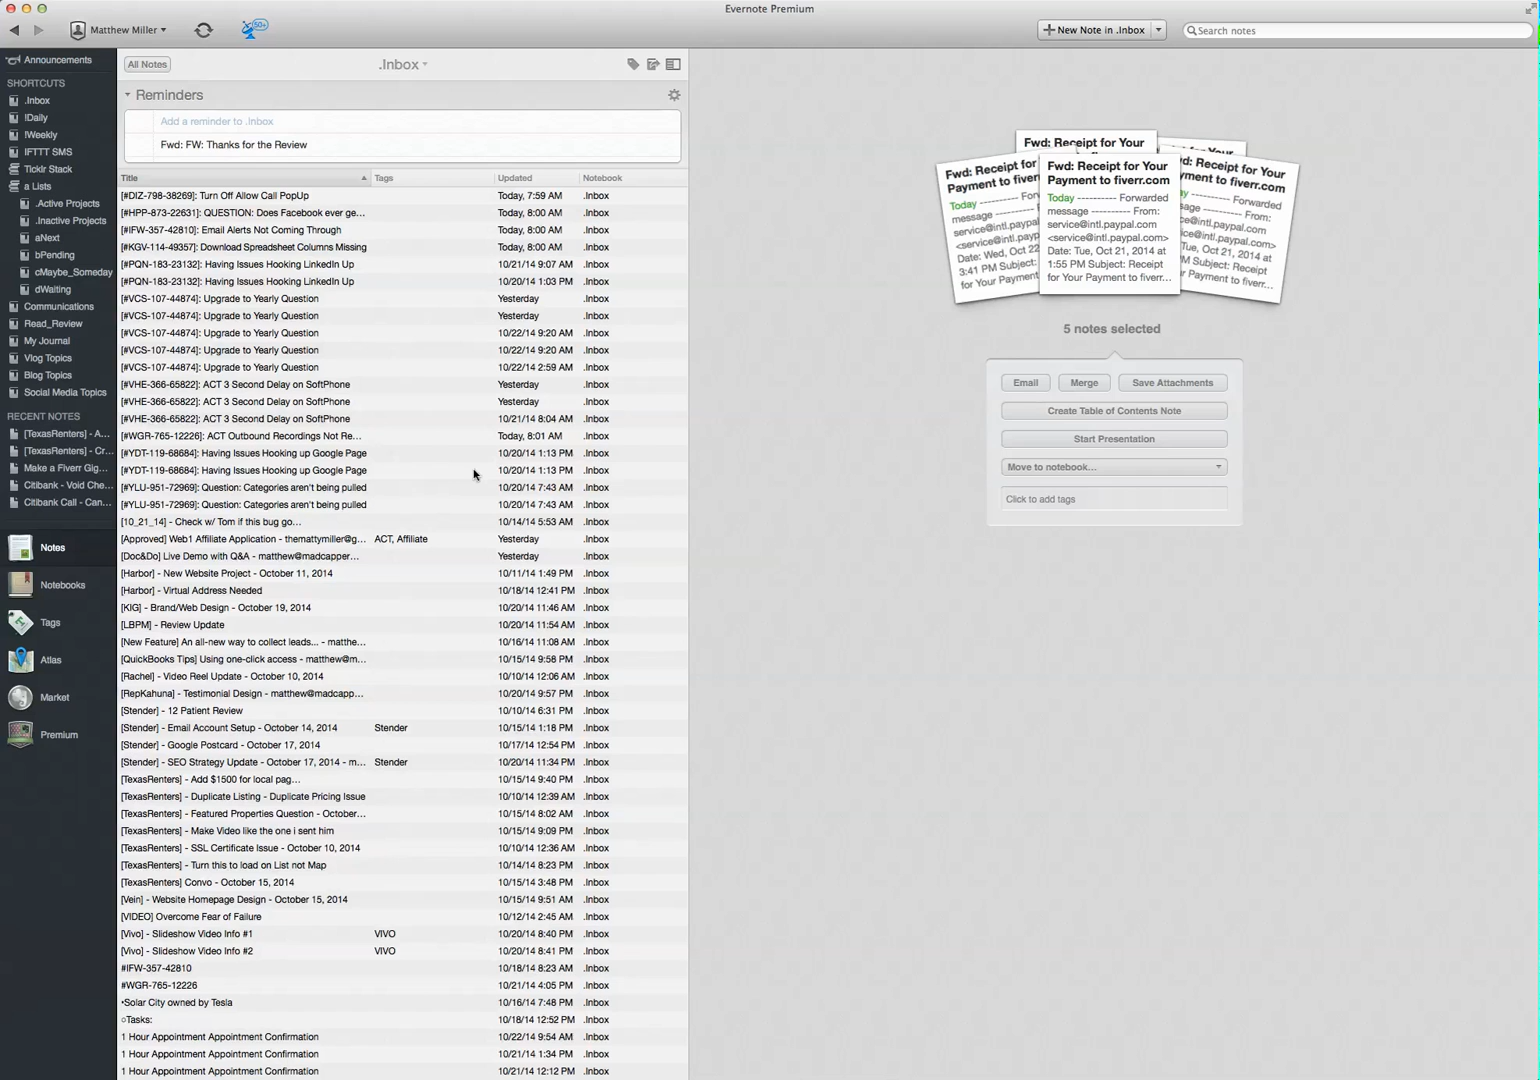 Evernote Premium
Matthew Miller
50+
New Note in .Inbox
Search notes
Announcements
SHORTCUTS
.Inbox
!Daily
!Weekly
IFTTT SMS
Ticklr Stack
a Lists
.Active Projects
.Inactive Projects
aNext
bPending
cMaybe_Someday
dWaiting
Communications
Read_Review
My Journal
Vlog Topics
Blog Topics
Social Media Topics
RECENT NOTES
[TexasRenters] - A...
[TexasRenters] - Cr...
Make a Fiverr Gig...
Citibank - Void Che...
Citibank Call - Can...
Notes
Notebooks
Tags
Atlas
Market
Premium
All Notes
.Inbox
Reminders
Add a reminder to .Inbox
Fwd: FW: Thanks for the Review
Title Tags Updated Notebook
[#DIZ-798-38269]: Turn Off Allow Call PopUp Today, 7:59 AM .Inbox
[#HPP-873-22631]: QUESTION: Does Facebook ever ge... Today, 8:00 AM .Inbox
[#IFW-357-42810]: Email Alerts Not Coming Through Today, 8:00 AM .Inbox
[#KGV-114-49357]: Download Spreadsheet Columns Missing Today, 8:00 AM .Inbox
[#PQN-183-23132]: Having Issues Hooking LinkedIn Up 10/21/14 9:07 AM .Inbox
[#PQN-183-23132]: Having Issues Hooking LinkedIn Up 10/20/14 1:03 PM .Inbox
[#VCS-107-44874]: Upgrade to Yearly Question Yesterday .Inbox
[#VCS-107-44874]: Upgrade to Yearly Question Yesterday .Inbox
[#VCS-107-44874]: Upgrade to Yearly Question 10/22/14 9:20 AM .Inbox
[#VCS-107-44874]: Upgrade to Yearly Question 10/22/14 9:20 AM .Inbox
[#VCS-107-44874]: Upgrade to Yearly Question 10/22/14 2:59 AM .Inbox
[#VHE-366-65822]: ACT 3 Second Delay on SoftPhone Yesterday .Inbox
[#VHE-366-65822]: ACT 3 Second Delay on SoftPhone Yesterday .Inbox
[#VHE-366-65822]: ACT 3 Second Delay on SoftPhone 10/21/14 8:04 AM .Inbox
[#WGR-765-12226]: ACT Outbound Recordings Not Re... Today, 8:01 AM .Inbox
[#YDT-119-68684]: Having Issues Hooking up Google Page 10/20/14 1:13 PM .Inbox
[#YDT-119-68684]: Having Issues Hooking up Google Page 10/20/14 1:13 PM .Inbox
[#YLU-951-72969]: Question: Categories aren't being pulled 10/20/14 7:43 AM .Inbox
[#YLU-951-72969]: Question: Categories aren't being pulled 10/20/14 7:43 AM .Inbox
[10_21_14] - Check w/ Tom if this bug go... 10/14/14 5:53 AM .Inbox
[Approved] Web1 Affiliate Application - themattymiller@g... ACT, Affiliate Yesterday .Inbox
[Doc&Do] Live Demo with Q&A - matthew@madcapper... Yesterday .Inbox
[Harbor] - New Website Project - October 11, 2014 10/11/14 1:49 PM .Inbox
[Harbor] - Virtual Address Needed 10/18/14 12:41 PM .Inbox
[KIG] - Brand/Web Design - October 19, 2014 10/20/14 11:46 AM .Inbox
[LBPM] - Review Update 10/20/14 11:54 AM .Inbox
[New Feature] An all-new way to collect leads... - matthe... 10/16/14 11:08 AM .Inbox
[QuickBooks Tips] Using one-click access - matthew@m... 10/15/14 9:58 PM .Inbox
[Rachel] - Video Reel Update - October 10, 2014 10/10/14 12:06 AM .Inbox
[RepKahuna] - Testimonial Design - matthew@madcapp... 10/20/14 9:57 PM .Inbox
[Stender] - 12 Patient Review 10/10/14 6:31 PM .Inbox
[Stender] - Email Account Setup - October 14, 2014 Stender 10/15/14 1:18 PM .Inbox
[Stender] - Google Postcard - October 17, 2014 10/17/14 12:54 PM .Inbox
[Stender] - SEO Strategy Update - October 17, 2014 - m... Stender 10/20/14 11:34 PM .Inbox
[TexasRenters] - Add $1500 for local pag... 10/15/14 9:40 PM .Inbox
[TexasRenters] - Duplicate Listing - Duplicate Pricing Issue 10/10/14 12:39 AM .Inbox
[TexasRenters] - Featured Properties Question - October... 10/15/14 8:02 AM .Inbox
[TexasRenters] - Make Video like the one i sent him 10/15/14 9:09 PM .Inbox
[TexasRenters] - SSL Certificate Issue - October 10, 2014 10/10/14 12:36 AM .Inbox
[TexasRenters] - Turn this to load on List not Map 10/14/14 8:23 PM .Inbox
[TexasRenters] Convo - October 15, 2014 10/15/14 3:48 PM .Inbox
[Vein] - Website Homepage Design - October 15, 2014 10/15/14 9:51 AM .Inbox
[VIDEO] Overcome Fear of Failure 10/12/14 2:45 AM .Inbox
[Vivo] - Slideshow Video Info #1 VIVO 10/20/14 8:40 PM .Inbox
[Vivo] - Slideshow Video Info #2 VIVO 10/20/14 8:41 PM .Inbox
#IFW-357-42810 10/18/14 8:23 AM .Inbox
#WGR-765-12226 10/21/14 4:05 PM .Inbox
•Solar City owned by Tesla 10/16/14 7:48 PM .Inbox
○Tasks: 10/18/14 12:52 PM .Inbox
1 Hour Appointment Appointment Confirmation 10/22/14 9:54 AM .Inbox
1 Hour Appointment Appointment Confirmation 10/21/14 1:34 PM .Inbox
1 Hour Appointment Appointment Confirmation 10/21/14 12:12 PM .Inbox
Fwd: Receipt for Your
Fwd: Receipt for Your
Payment to fiverr.com
Today ---------- Forwarded
message ---------- From:
service@intl.paypal.com
<service@intl.paypal.com>
Date: Tue, Oct 21, 2014 at
1:55 PM Subject: Receipt
for Your Payment to fiverr...
5 notes selected
Email Merge Save Attachments
Create Table of Contents Note
Start Presentation
Move to notebook...
Click to add tags